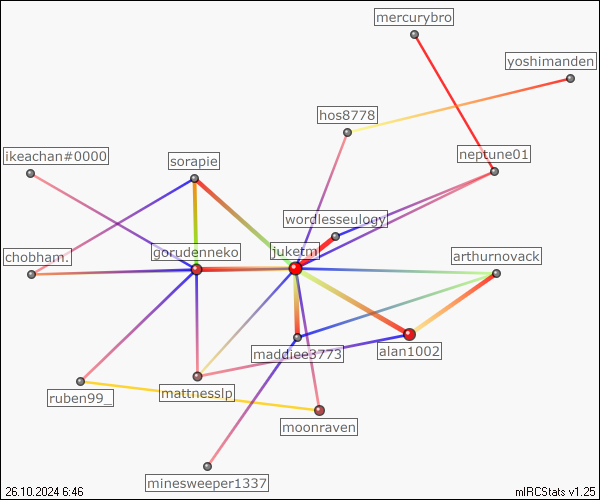 mercurybro
yoshimanden
hos8778
ikeachan#0000
sorapie
neptune01
wordlesseulogy
chobham.
gorudenneko
juketm
arthurnovack
maddiee3773
alan1002
ruben99_
mattnesslp
moonraven
minesweeper1337
26.10.2024 6:46
mIRCStats v1.25